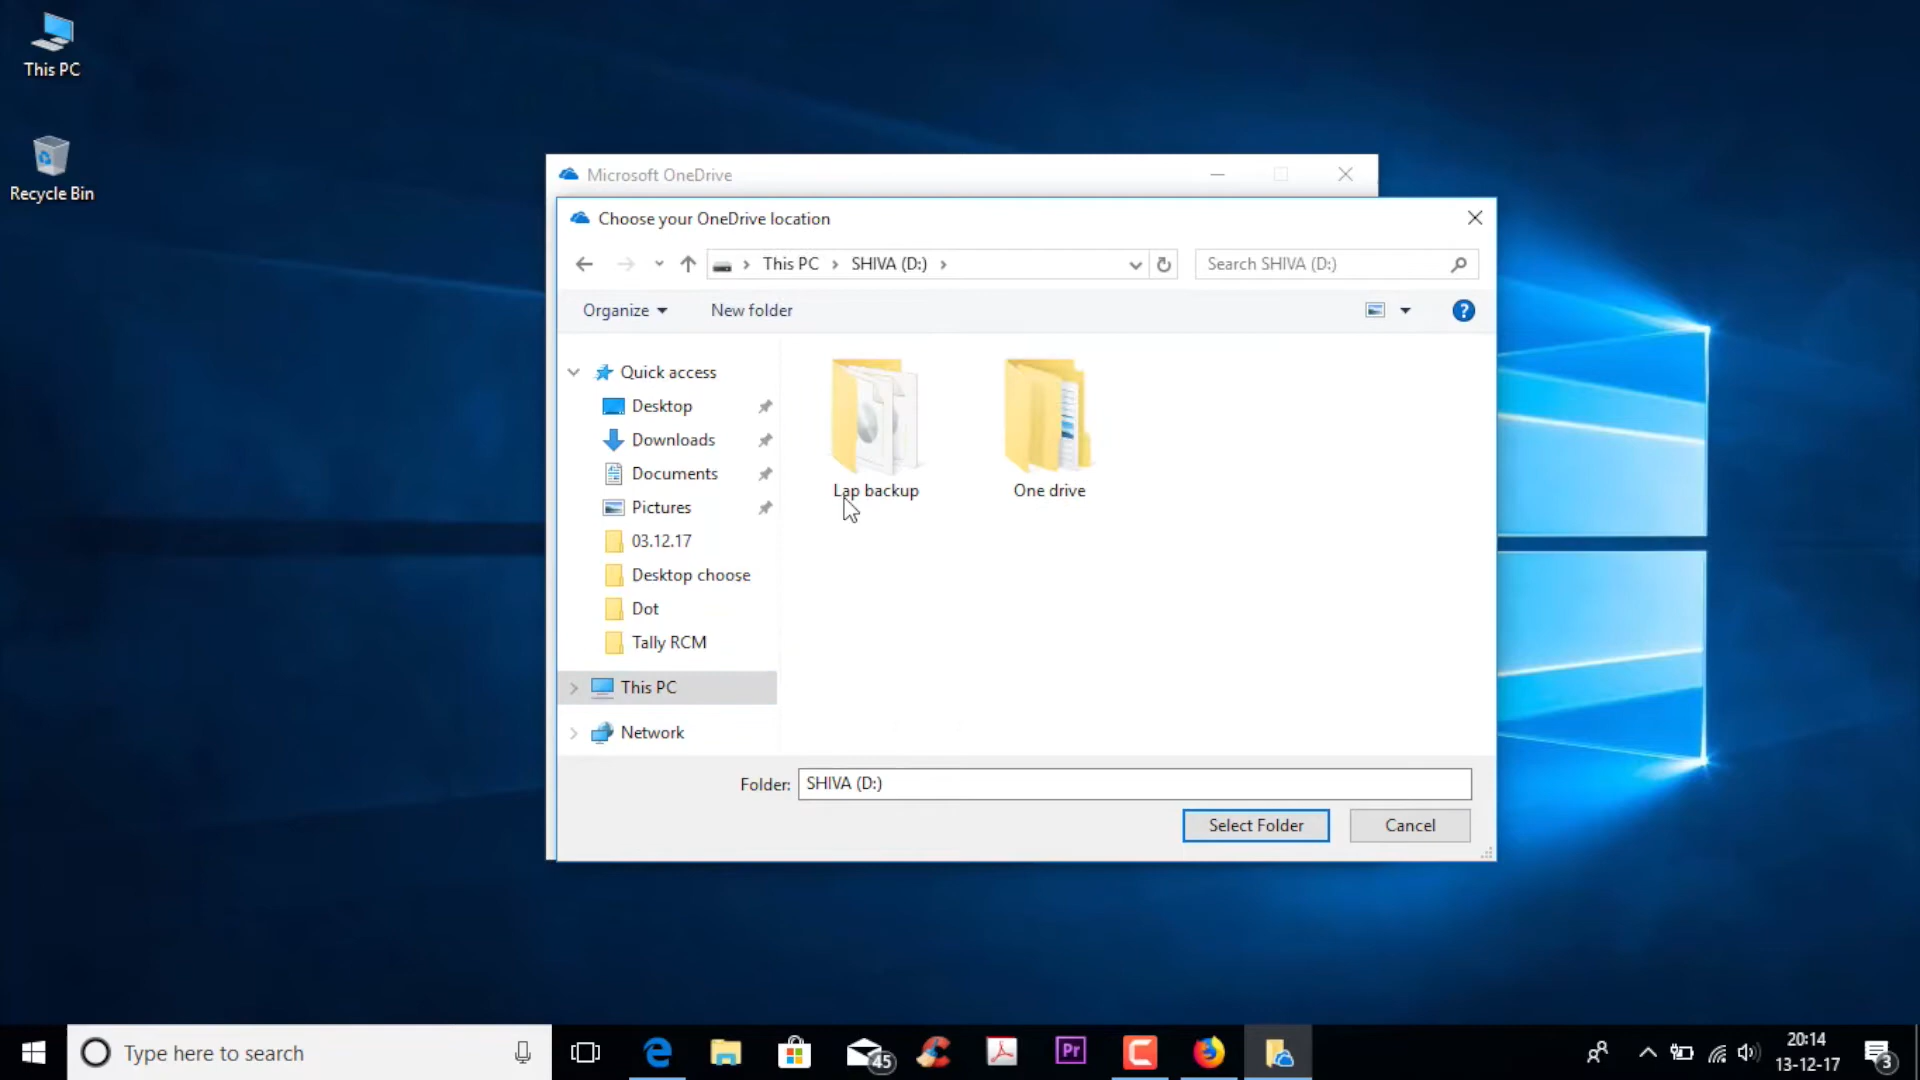 This PC
Recycle Bin
Microsoft OneDrive
Choose your OneDrive location
This PC > SHIVA (D:) >
Search SHIVA (D:)
Organize
New folder
?
Quick access
Desktop
Downloads
Documents
Pictures
03.12.17
Desktop choose
Dot
Tally RCM
This PC
Network
Lap backup
One drive
Folder: SHIVA (D:)
Select Folder
Cancel
Type here to search
45
Pr
20:14
13-12-17
3